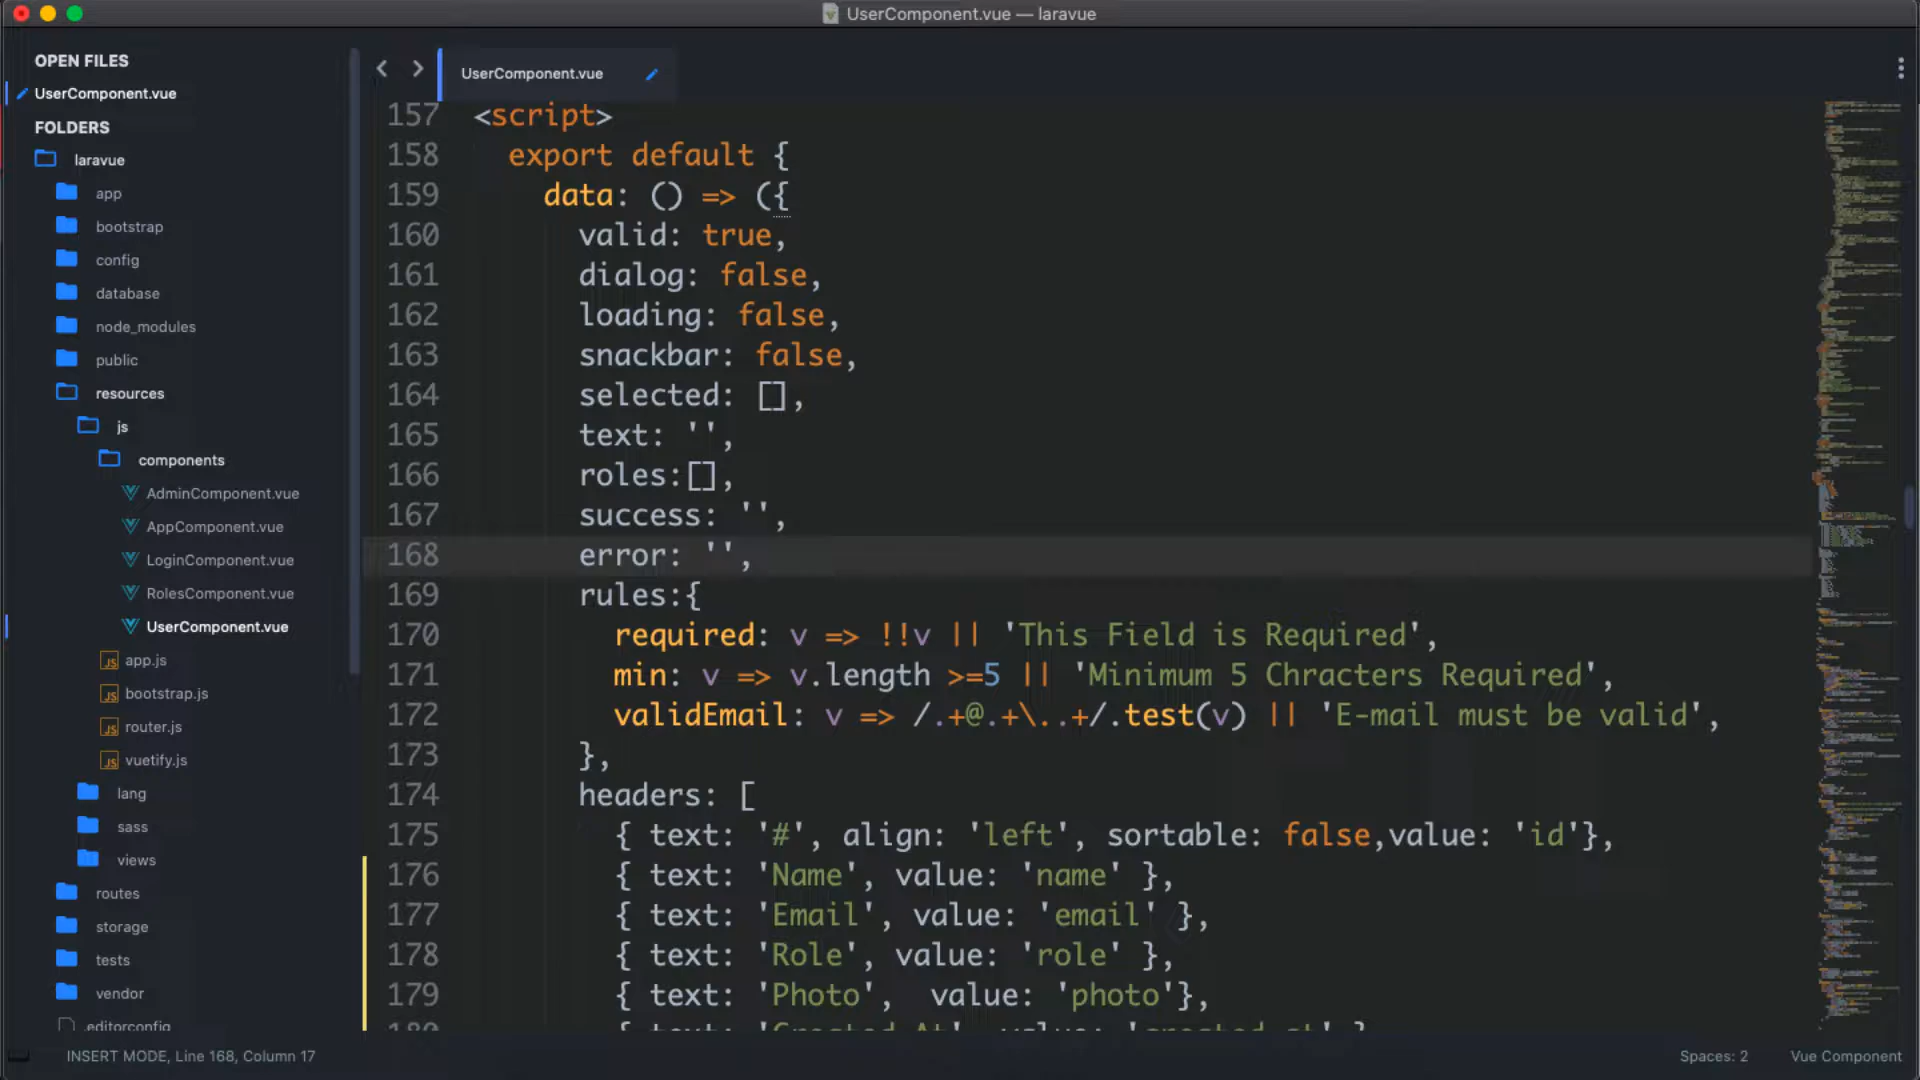 UserComponent.vue — laravue
OPEN FILES
UserComponent.vue
FOLDERS
laravue
app
bootstrap
config
database
node_modules
public
resources
js
components
AdminComponent.vue
AppComponent.vue
LoginComponent.vue
RolesComponent.vue
UserComponent.vue
app.js
bootstrap.js
router.js
vuetify.js
lang
sass
views
routes
storage
tests
vendor
.editorconfig
UserComponent.vue
157 <script>
158 export default {
159 data: () => ({
160 valid: true,
161 dialog: false,
162 loading: false,
163 snackbar: false,
164 selected: [],
165 text: '',
166 roles:[],
167 success: '',
168 error: '',
169 rules:{
170 required: v => !!v || 'This Field is Required',
171 min: v => v.length >=5 || 'Minimum 5 Chracters Required',
172 validEmail: v => /.+@.+\..+/.test(v) || 'E-mail must be valid',
173 },
174 headers: [
175 { text: '#', align: 'left', sortable: false,value: 'id'},
176 { text: 'Name', value: 'name' },
177 { text: 'Email', value: 'email' },
178 { text: 'Role', value: 'role' },
179 { text: 'Photo',  value: 'photo'},
180 { text: 'Created At', value: 'created_at' }
INSERT MODE, Line 168, Column 17
Spaces: 2
Vue Component